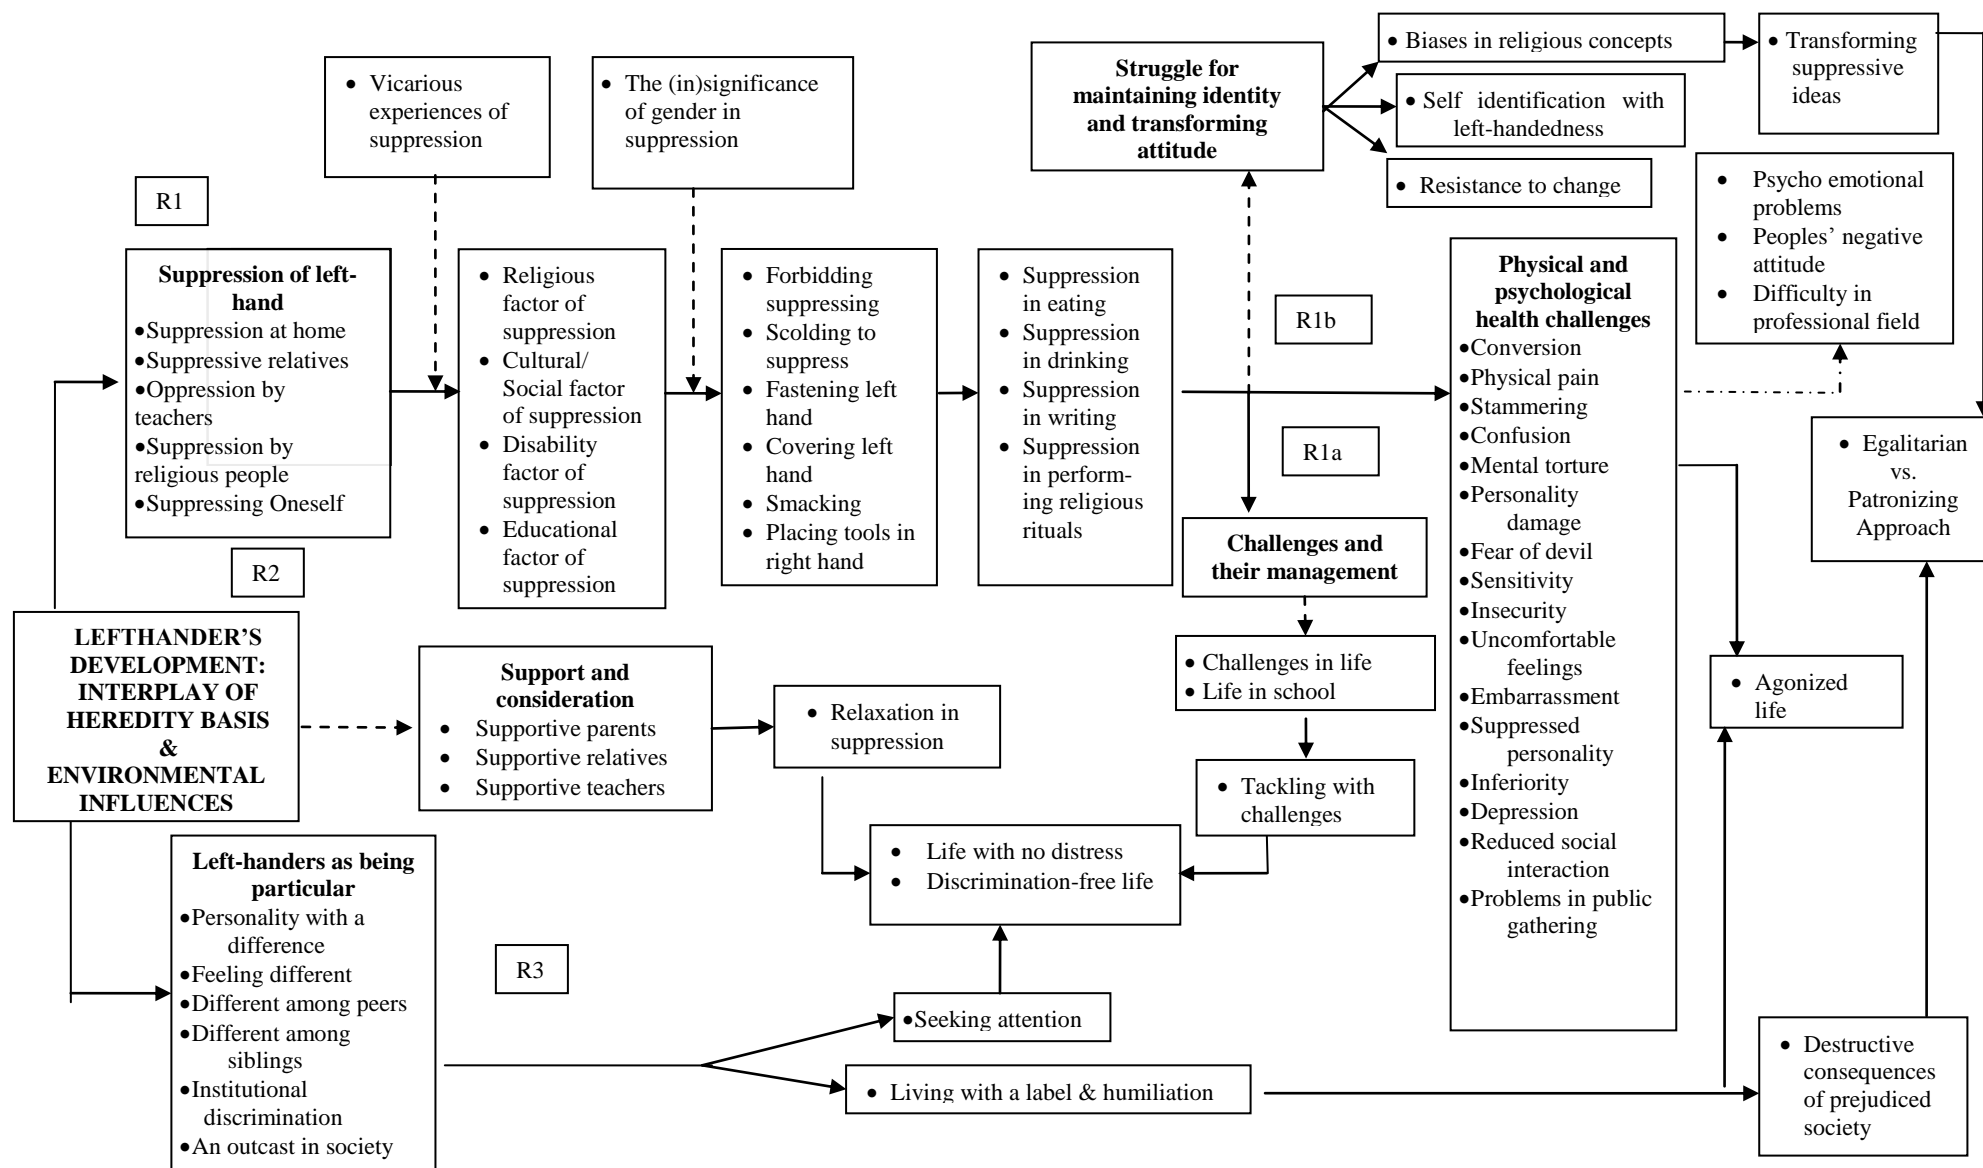 • Vicarious
experiences of
suppression
• The (in)significance
of gender in
suppression
Struggle for
maintaining identity
and transforming
attitude
• Biases in religious concepts
• Self identification with
left-handedness
• Resistance to change
• Transforming
suppressive
ideas
• Psycho emotional
problems
• Peoples’ negative
attitude
• Difficulty in
professional field
R1
Suppression of left-
hand
•Suppression at home
•Suppressive relatives
•Oppression by
teachers
•Suppression by
religious people
•Suppressing Oneself
• Religious
factor of
suppression
• Cultural/
Social factor
of suppression
• Disability
factor of
suppression
• Educational
factor of
suppression
• Forbidding
suppressing
• Scolding to
suppress
• Fastening left
hand
• Covering left
hand
• Smacking
• Placing tools in
right hand
• Suppression
in eating
• Suppression
in drinking
• Suppression
in writing
• Suppression
in perform-
ing religious
rituals
R1b
R1a
Physical and
psychological
health challenges
•Conversion
•Physical pain
•Stammering
•Confusion
•Mental torture
•Personality
damage
•Fear of devil
•Sensitivity
•Insecurity
•Uncomfortable
feelings
•Embarrassment
•Suppressed
personality
•Inferiority
•Depression
•Reduced social
interaction
•Problems in public
gathering
• Egalitarian
vs.
Patronizing
Approach
Challenges and
their management
• Challenges in life
• Life in school
• Tackling with
challenges
R2
LEFTHANDER’S
DEVELOPMENT:
INTERPLAY OF
HEREDITY BASIS
&
ENVIRONMENTAL
INFLUENCES
Support and
consideration
• Supportive parents
• Supportive relatives
• Supportive teachers
• Relaxation in
suppression
• Life with no distress
• Discrimination-free life
• Agonized
life
Left-handers as being
particular
•Personality with a
difference
•Feeling different
•Different among peers
•Different among
siblings
•Institutional
discrimination
•An outcast in society
R3
•Seeking attention
• Living with a label & humiliation
• Destructive
consequences
of prejudiced
society